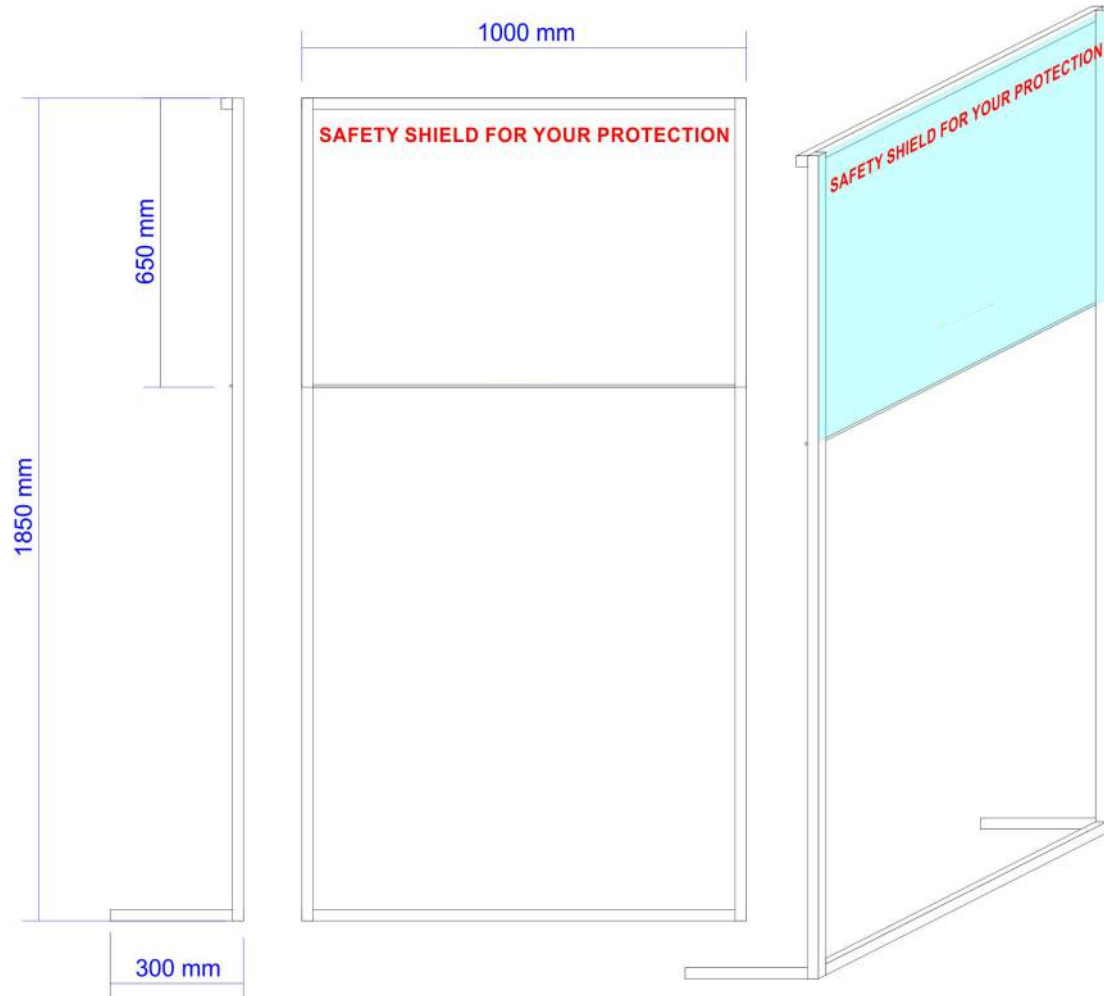 1000 mm
SAFETY SHIELD FOR YOUR PROTECTION
SAFETY SHIELD FOR YOUR PROTECTION
650 mm
1850 mm
300 mm